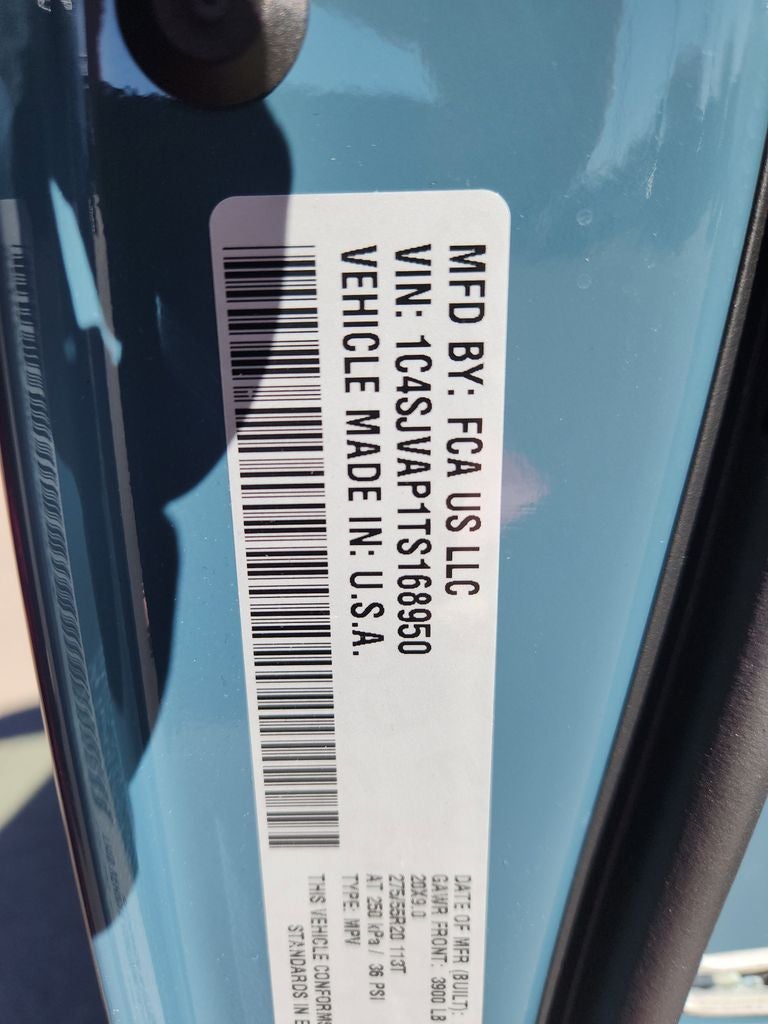 MFD BY: FCA US LLC
VIN: 1C4SJVAP1TS168950
VEHICLE MADE IN: U.S.A.
DATE OF MFR (BUILT):
GAWR FRONT: 3900 LB
20X9.0
275/55R20 113T
AT 250 kPa / 36 PSI
TYPE: MPV
THIS VEHICLE CONFORMS
STANDARDS IN